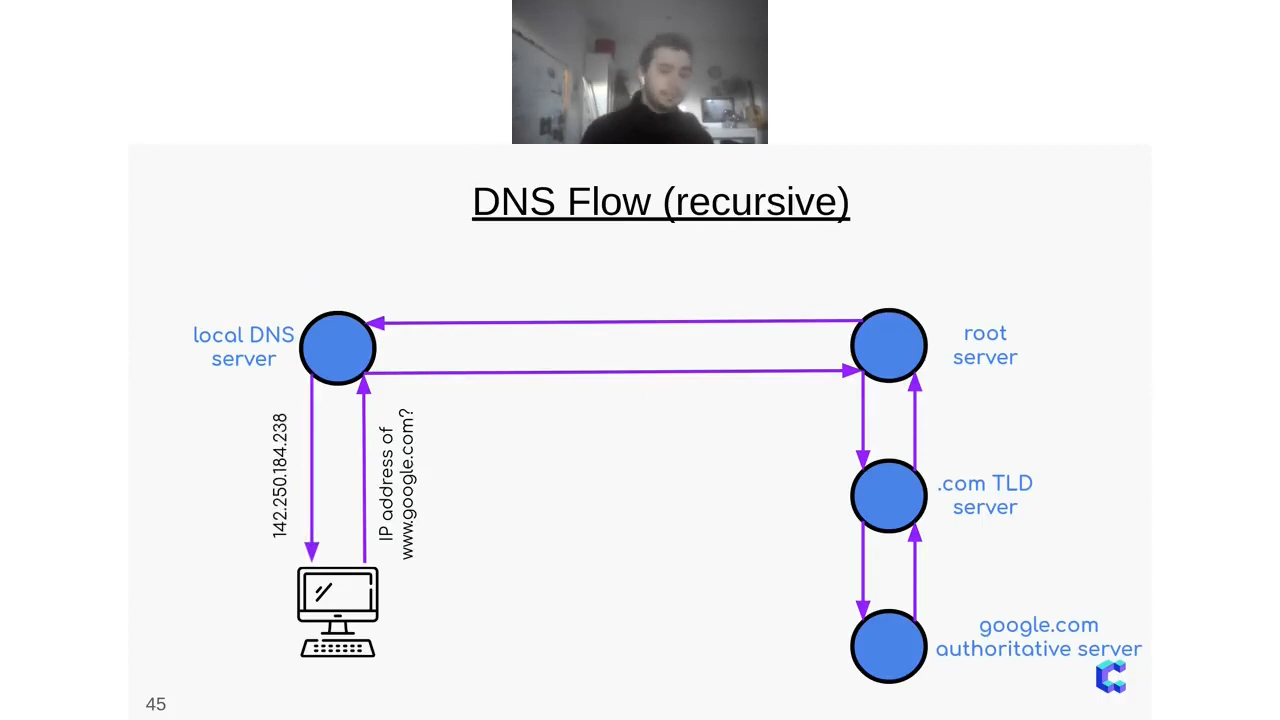 DNS Flow (recursive)
local DNS
server
root
server
142.250.184.238
IP address of
www.google.com?
.com TLD
server
google.com
authoritative server
45